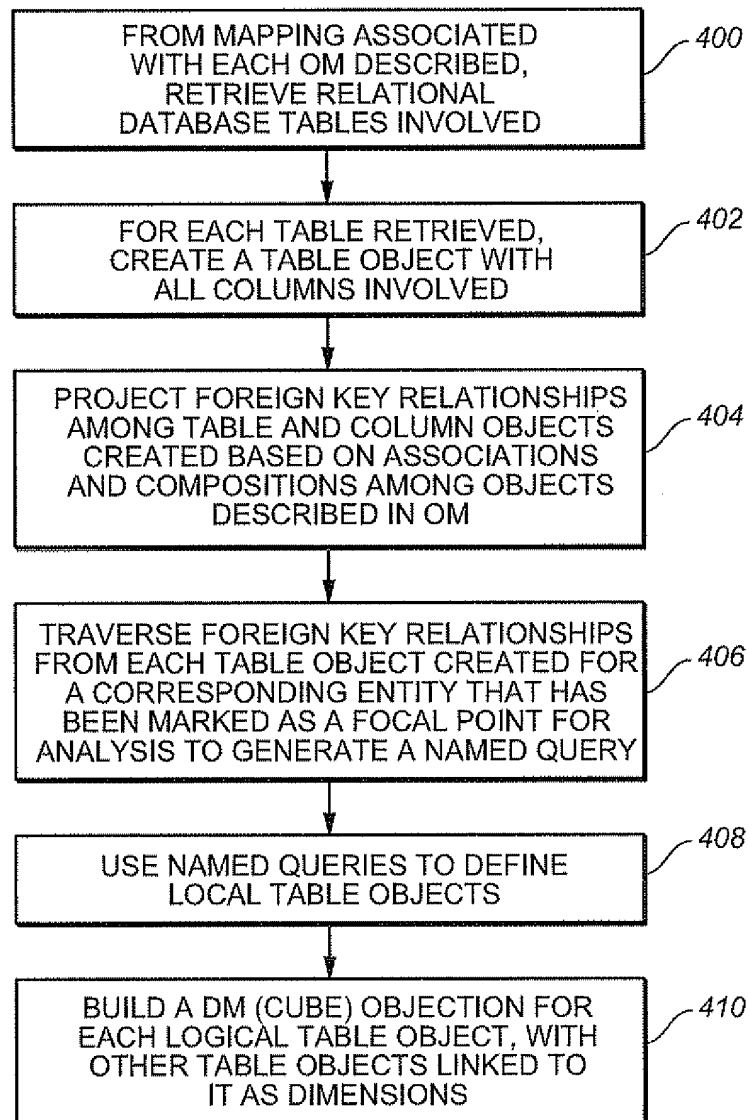 FROM MAPPING ASSOCIATED
WITH EACH OM DESCRIBED,
RETRIEVE RELATIONAL
DATABASE TABLES INVOLVED
400
FOR EACH TABLE RETRIEVED,
CREATE A TABLE OBJECT WITH
ALL COLUMNS INVOLVED
402
PROJECT FOREIGN KEY RELATIONSHIPS
AMONG TABLE AND COLUMN OBJECTS
CREATED BASED ON ASSOCIATIONS
AND COMPOSITIONS AMONG OBJECTS
DESCRIBED IN OM
404
TRAVERSE FOREIGN KEY RELATIONSHIPS
FROM EACH TABLE OBJECT CREATED FOR
A CORRESPONDING ENTITY THAT HAS
BEEN MARKED AS A FOCAL POINT FOR
ANALYSIS TO GENERATE A NAMED QUERY
406
USE NAMED QUERIES TO DEFINE
LOCAL TABLE OBJECTS
408
BUILD A DM (CUBE) OBJECTION FOR
EACH LOGICAL TABLE OBJECT, WITH
OTHER TABLE OBJECTS LINKED TO
IT AS DIMENSIONS
410